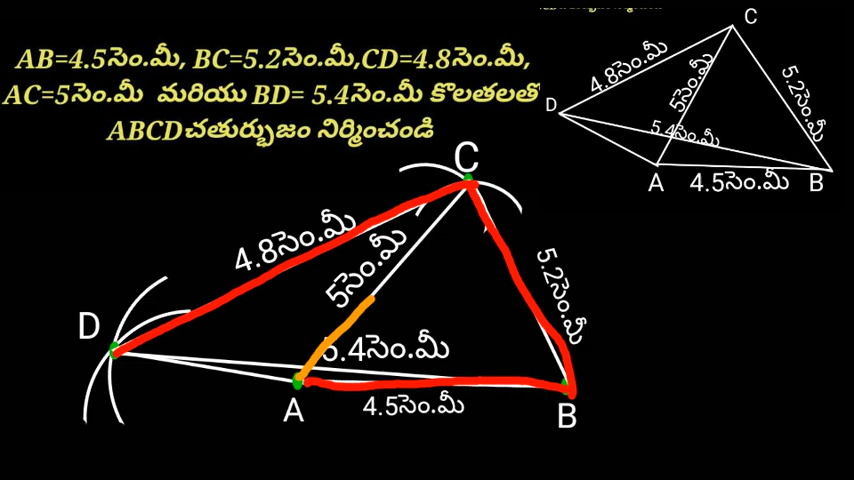 AB=4.5సెం.మీ, BC=5.2సెం.మీ,CD=4.8సెం.మీ,
AC=5సెం.మీ మరియు BD= 5.4సెం.మీ కొలతలతో
ABCDచతుర్భుజం నిర్మించండి
C
4.8సెం.మీ
5సెం.మీ
5.2సెం.మీ
D
5.4సెం.మీ
A
4.5సెం.మీ
B
C
4.8సెం.మీ
5సెం.మీ
5.2సెం.మీ
D
5.4సెం.మీ
A
4.5సెం.మీ
B